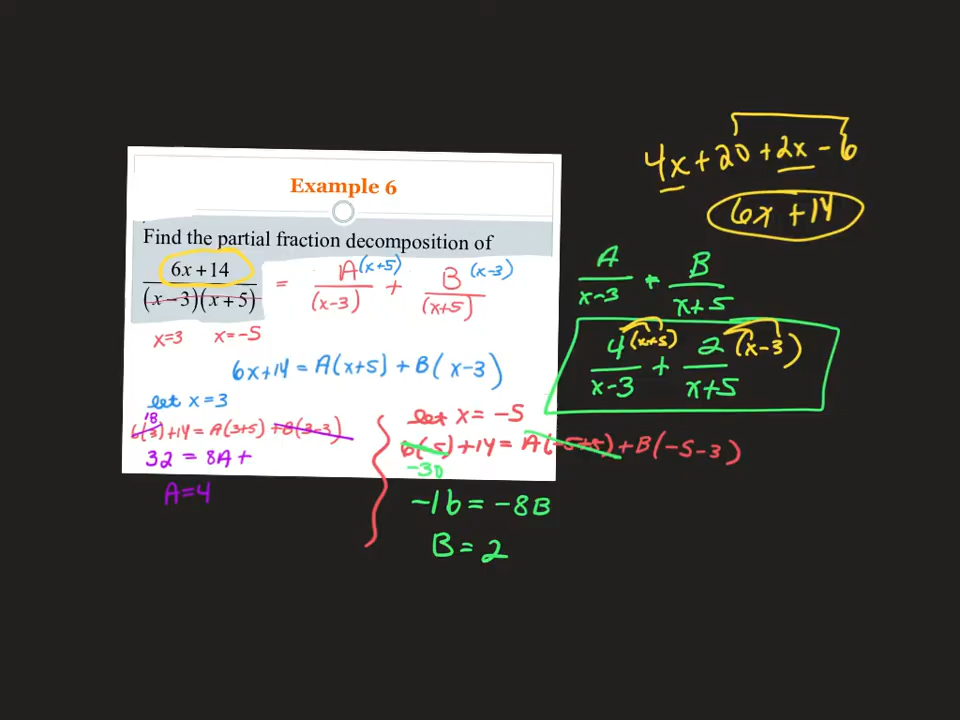 4x + 20 + 2x - 6
6x + 14
Example 6
Find the partial fraction decomposition of
6x + 14 / (x - 3)(x + 5) = A (x+5) / (x-3) + B (x-3) / (x+5)
x=3 x=-5
6x+14 = A(x+5) + B(x-3)
let x=3
18
6(3)+14 = A(3+5) +B(3-3)
32 = 8A+
A=4
let x = -5
6(-5) +14 = A(-5+5) + B(-5-3)
-30
-16 = -8B
B = 2
A / x-3 + B / x+5
4 (x+5) / x-3 + 2 (x-3) / x+5